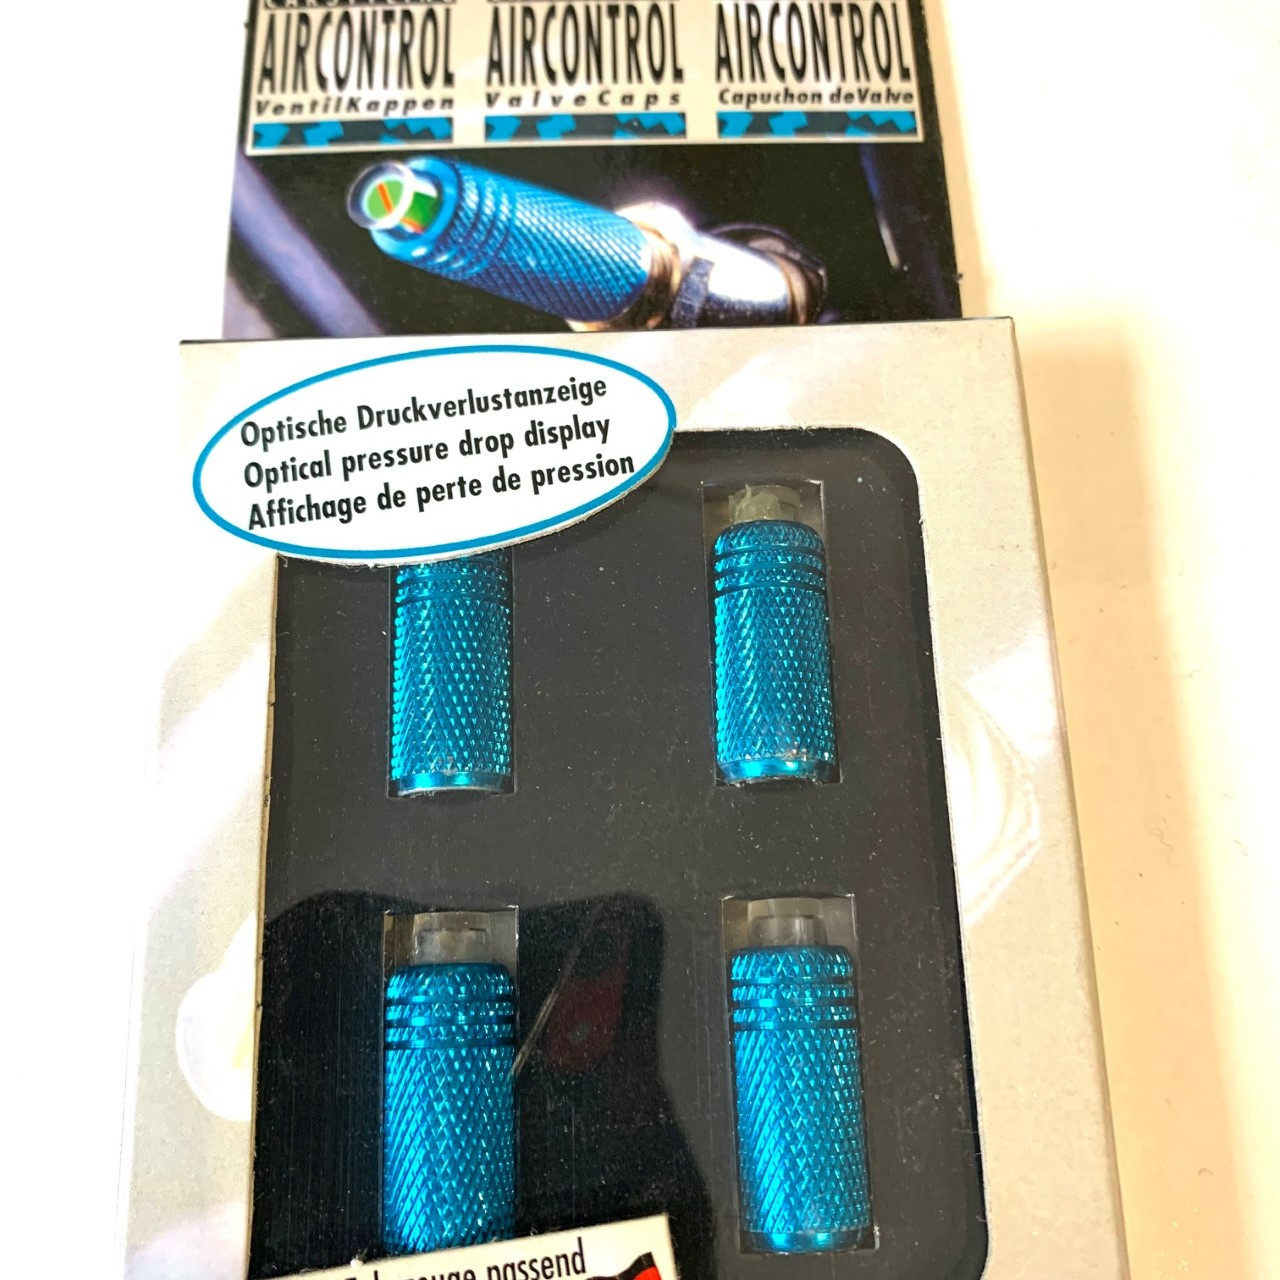 CARSTYLING
AIRCONTROL AIRCONTROL AIRCONTROL
VentilKappen ValveCaps Capuchon deValve
Optische Druckverlustanzeige
Optical pressure drop display
Affichage de perte de pression
passend